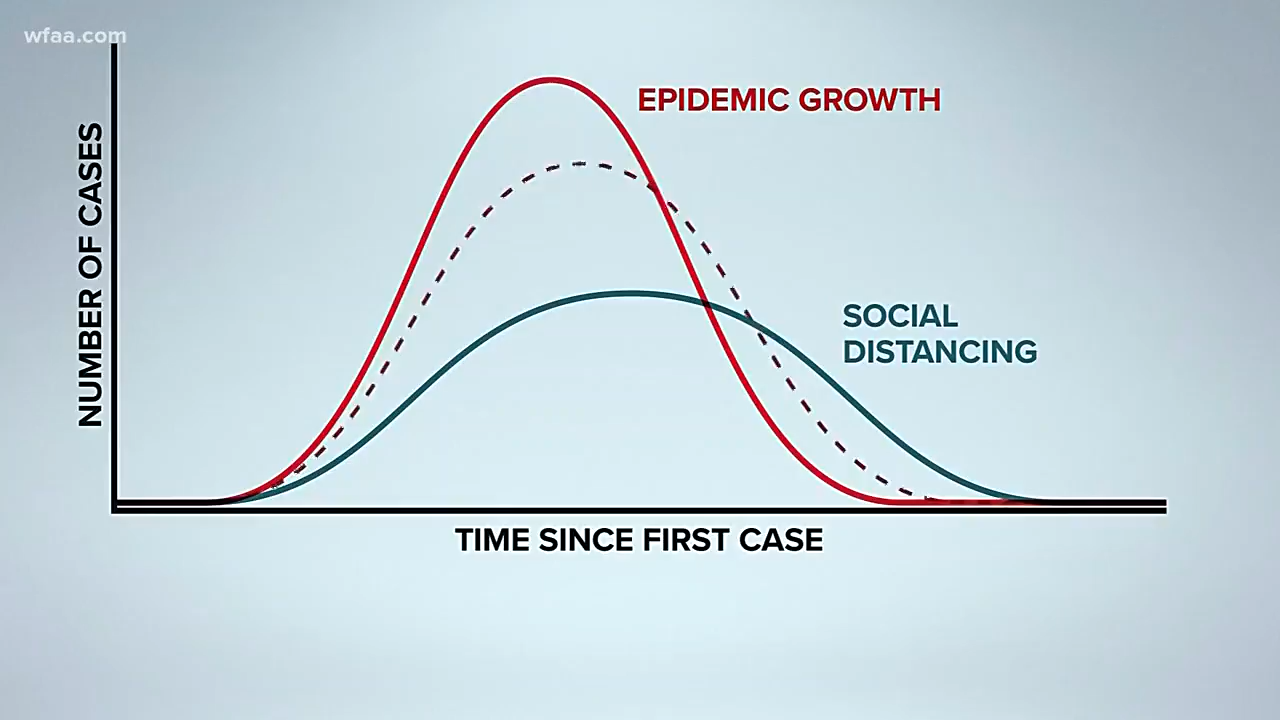 wfaa.com
EPIDEMIC GROWTH
NUMBER OF CASES
SOCIAL
DISTANCING
TIME SINCE FIRST CASE